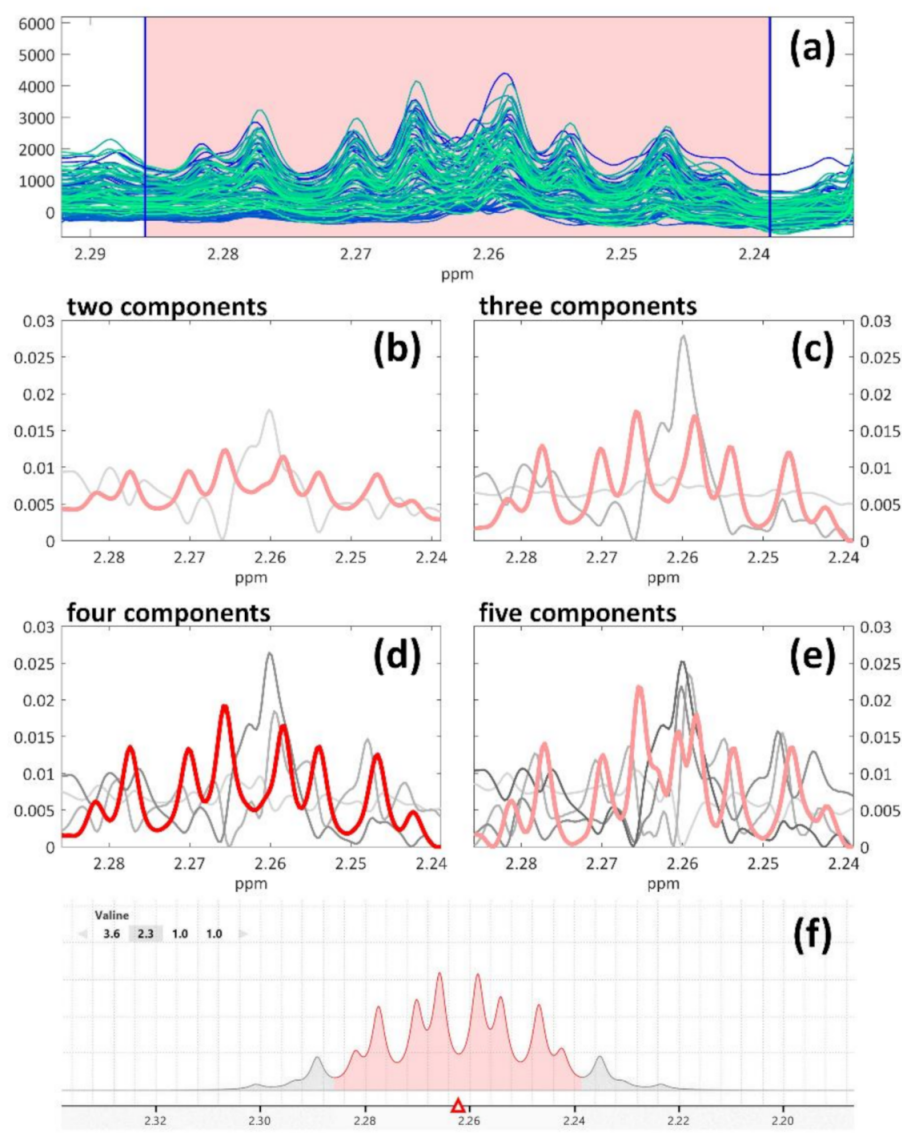 (a)
6000
5000
4000
3000
2000
1000
0
2.29 2.28 2.27 2.26 2.25 2.24
ppm
two components
(b)
0.03
0.025
0.02
0.015
0.01
0.005
0
2.28 2.27 2.26 2.25 2.24
ppm
three components
(c)
0.03
0.025
0.02
0.015
0.01
0.005
0
2.28 2.27 2.26 2.25 2.24
ppm
four components
(d)
0.03
0.025
0.02
0.015
0.01
0.005
0
2.28 2.27 2.26 2.25 2.24
ppm
five components
(e)
0.03
0.025
0.02
0.015
0.01
0.005
0
2.28 2.27 2.26 2.25 2.24
ppm
Valine
3.6 2.3 1.0 1.0
(f)
2.32 2.30 2.28 2.26 2.24 2.22 2.20